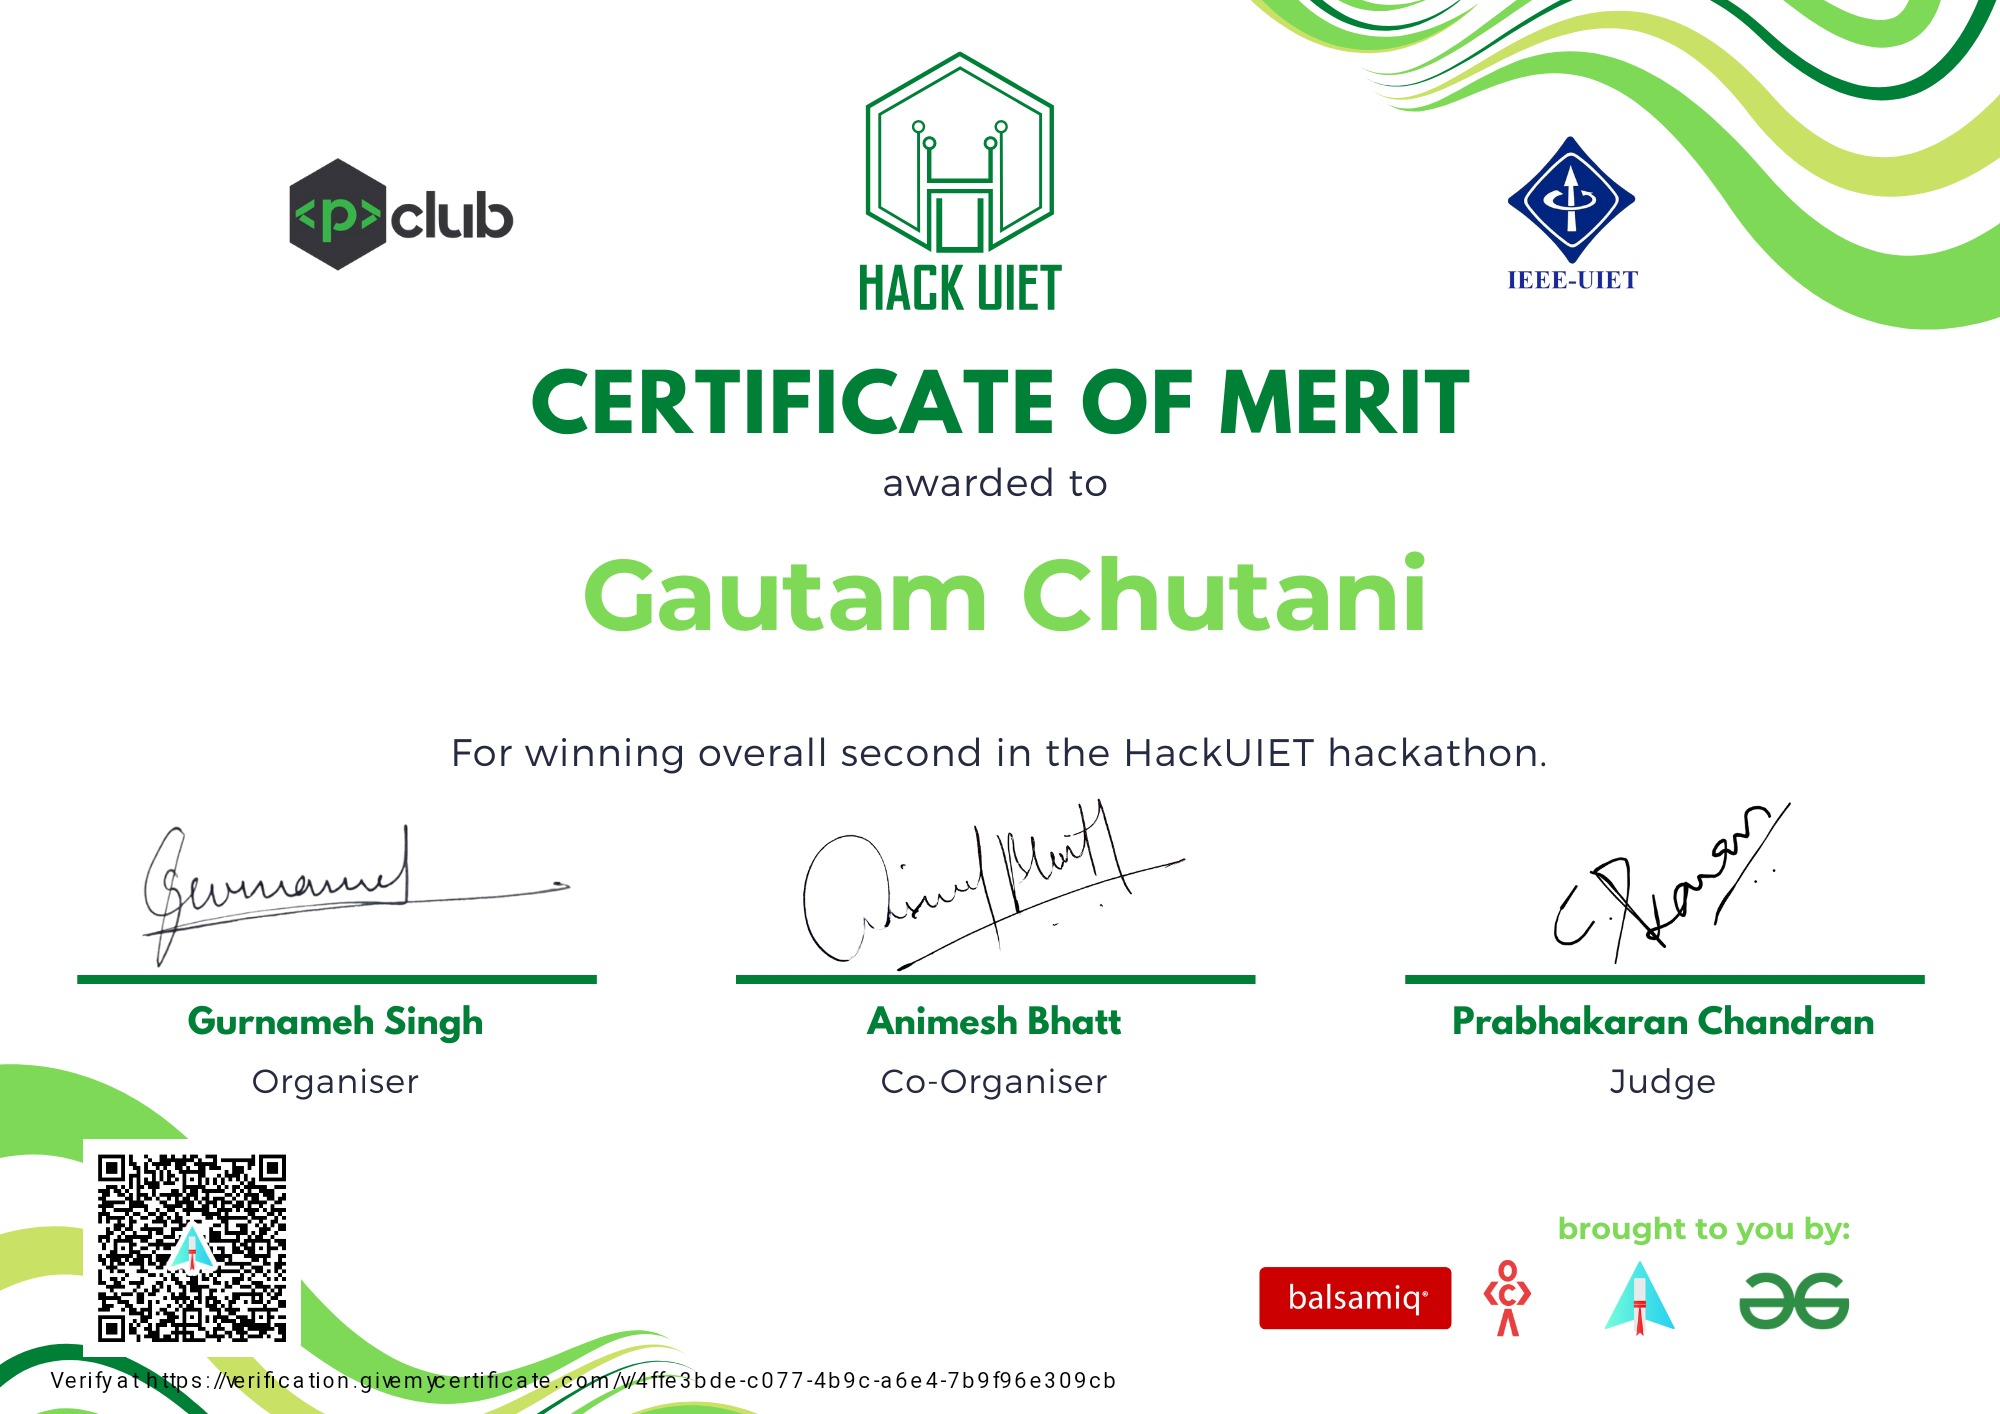 <p>club
HACK UIET
IEEE-UIET
CERTIFICATE OF MERIT
awarded to
Gautam Chutani
For winning overall second in the HackUIET hackathon.
Gurnameh Singh
Animesh Bhatt
Prabhakaran Chandran
Organiser
Co-Organiser
Judge
brought to you by:
balsamiq®
Verify at https://verification.givemycertificate.com/v/4ffe3bde-c077-4b9c-a6e4-7b9f96e309cb